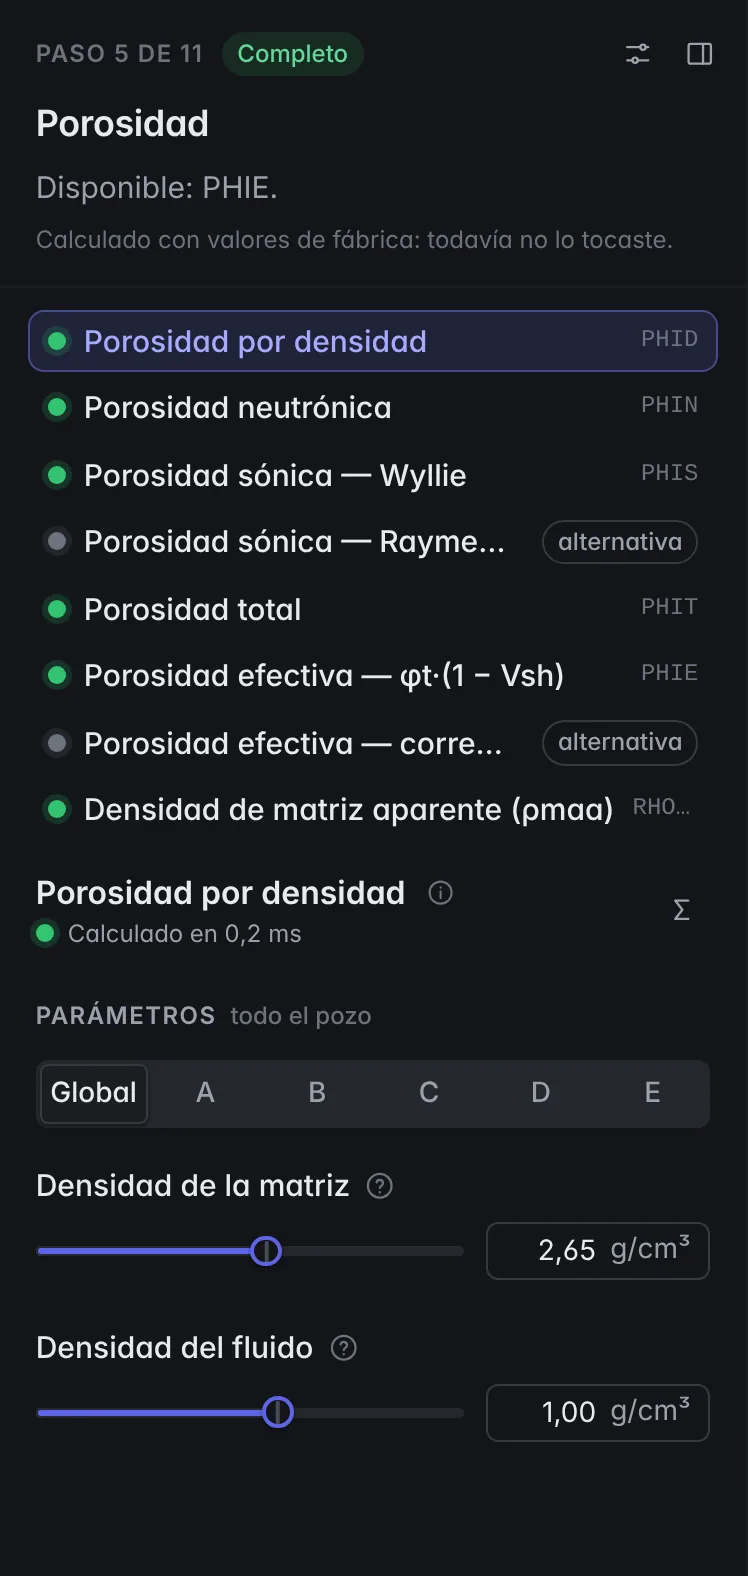 PASO 5 DE 11 Completo
Porosidad
Disponible: PHIE.
Calculado con valores de fábrica: todavía no lo tocaste.
Porosidad por densidad PHID
Porosidad neutrónica PHIN
Porosidad sónica — Wyllie PHIS
Porosidad sónica — Rayme... alternativa
Porosidad total PHIT
Porosidad efectiva — φt·(1 − Vsh) PHIE
Porosidad efectiva — corre... alternativa
Densidad de matriz aparente (ρmaa) RHO...
Porosidad por densidad
Σ
Calculado en 0,2 ms
PARÁMETROS todo el pozo
Global A B C D E
Densidad de la matriz
2,65 g/cm³
Densidad del fluido
1,00 g/cm³